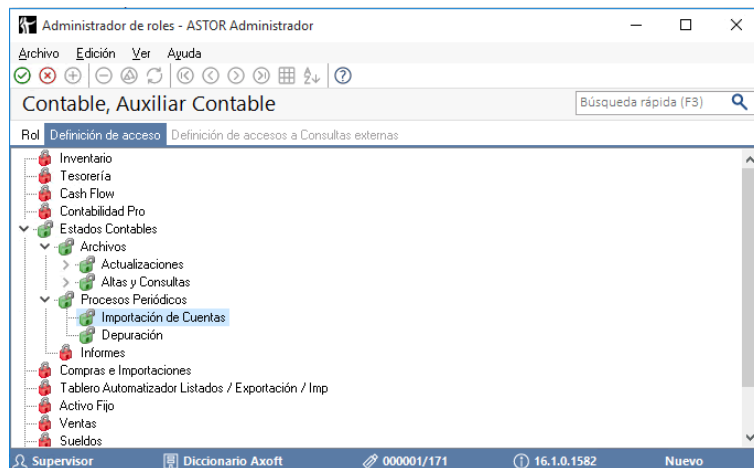 Administrador de roles - ASTOR Administrador
Archivo Edición Ver Ayuda
Contable, Auxiliar Contable
Búsqueda rápida (F3)
Rol Definición de acceso Definición de accesos a Consultas externas
Inventario
Tesorería
Cash Flow
Contabilidad Pro
Estados Contables
Archivos
Actualizaciones
Altas y Consultas
Procesos Periódicos
Importación de Cuentas
Depuración
Informes
Compras e Importaciones
Tablero Automatizador Listados / Exportación / Imp
Activo Fijo
Ventas
Sueldos
Supervisor Diccionario Axoft 000001/171 16.1.0.1582 Nuevo